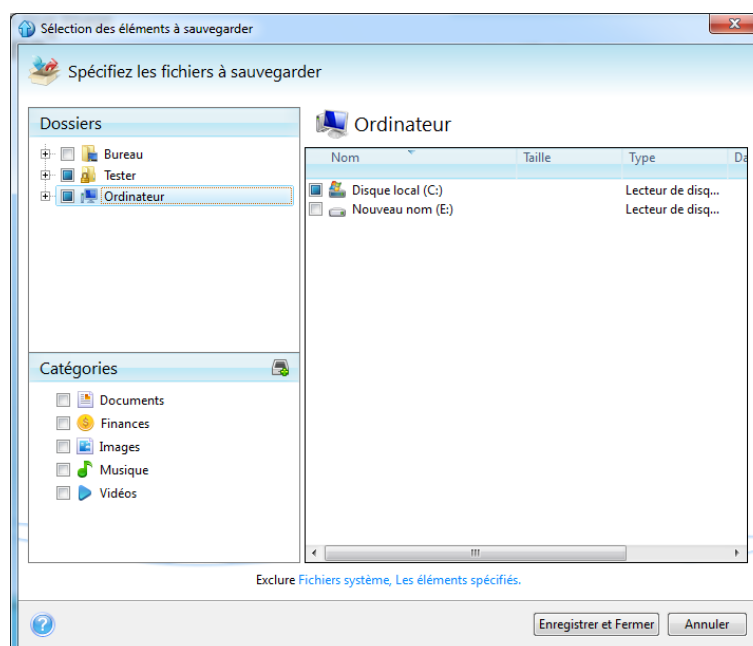 Sélection des éléments à sauvegarder
Spécifiez les fichiers à sauvegarder
Dossiers
Bureau
Tester
Ordinateur
Catégories
Documents
Finances
Images
Musique
Vidéos
Ordinateur
Nom Taille Type Da
Disque local (C:) Lecteur de disq...
Nouveau nom (E:) Lecteur de disq...
Exclure Fichiers système, Les éléments spécifiés.
Enregistrer et Fermer Annuler